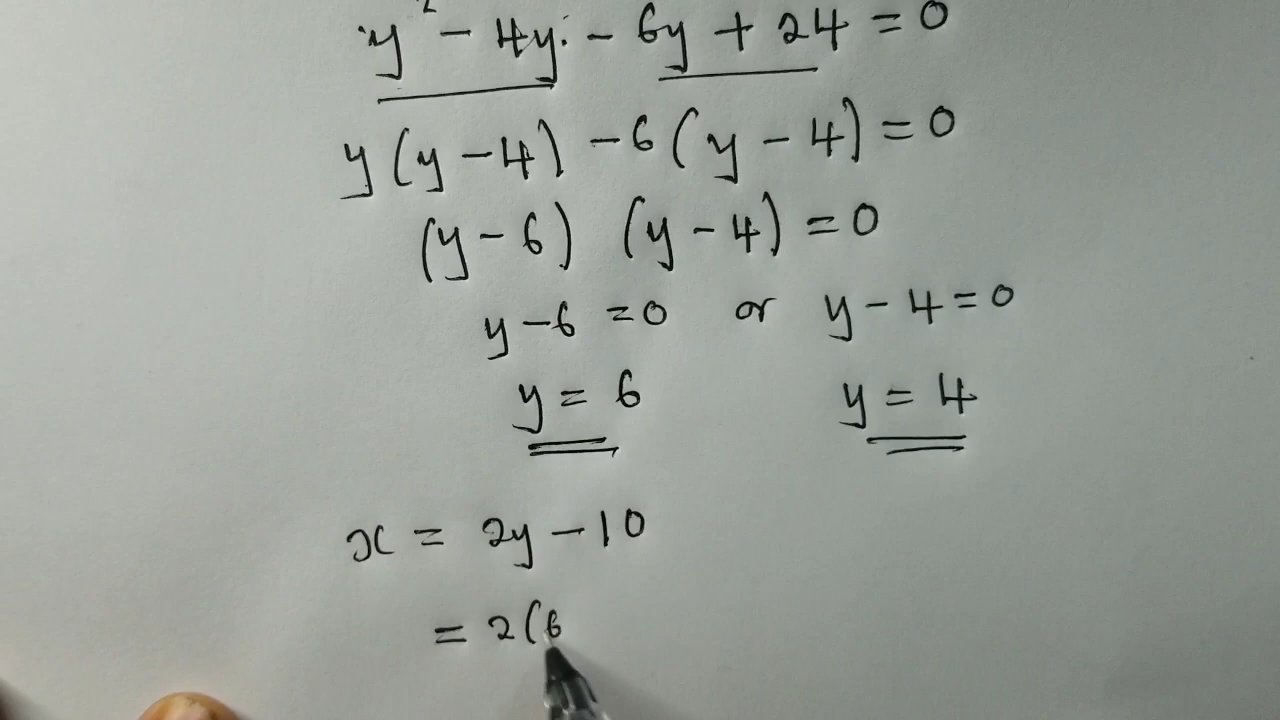 y² - 4y - 6y + 24 = 0
y(y - 4) - 6(y - 4) = 0
(y - 6) (y - 4) = 0
y - 6 = 0 or y - 4 = 0
y = 6 y = 4
x = 2y - 10
= 2(6